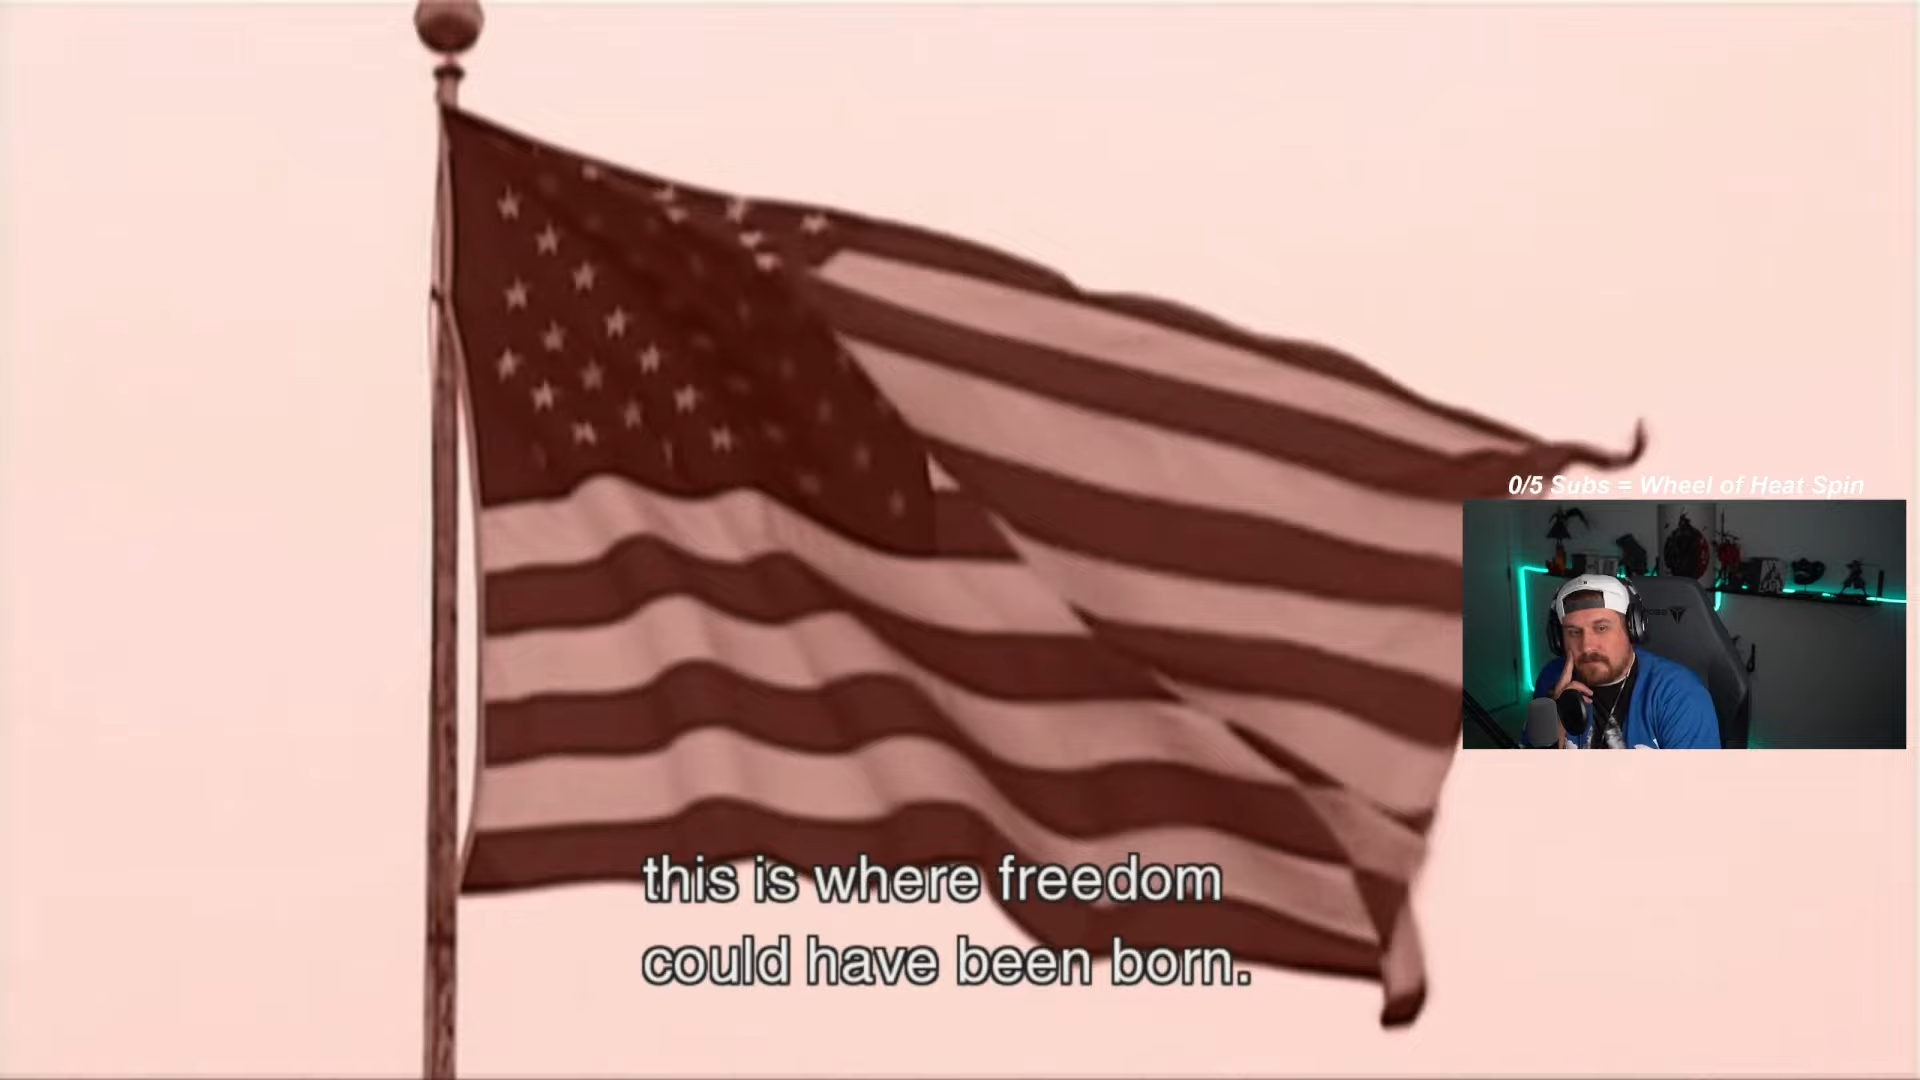 0/5 Subs = Wheel of Heat Spin
this is where freedom
could have been born.